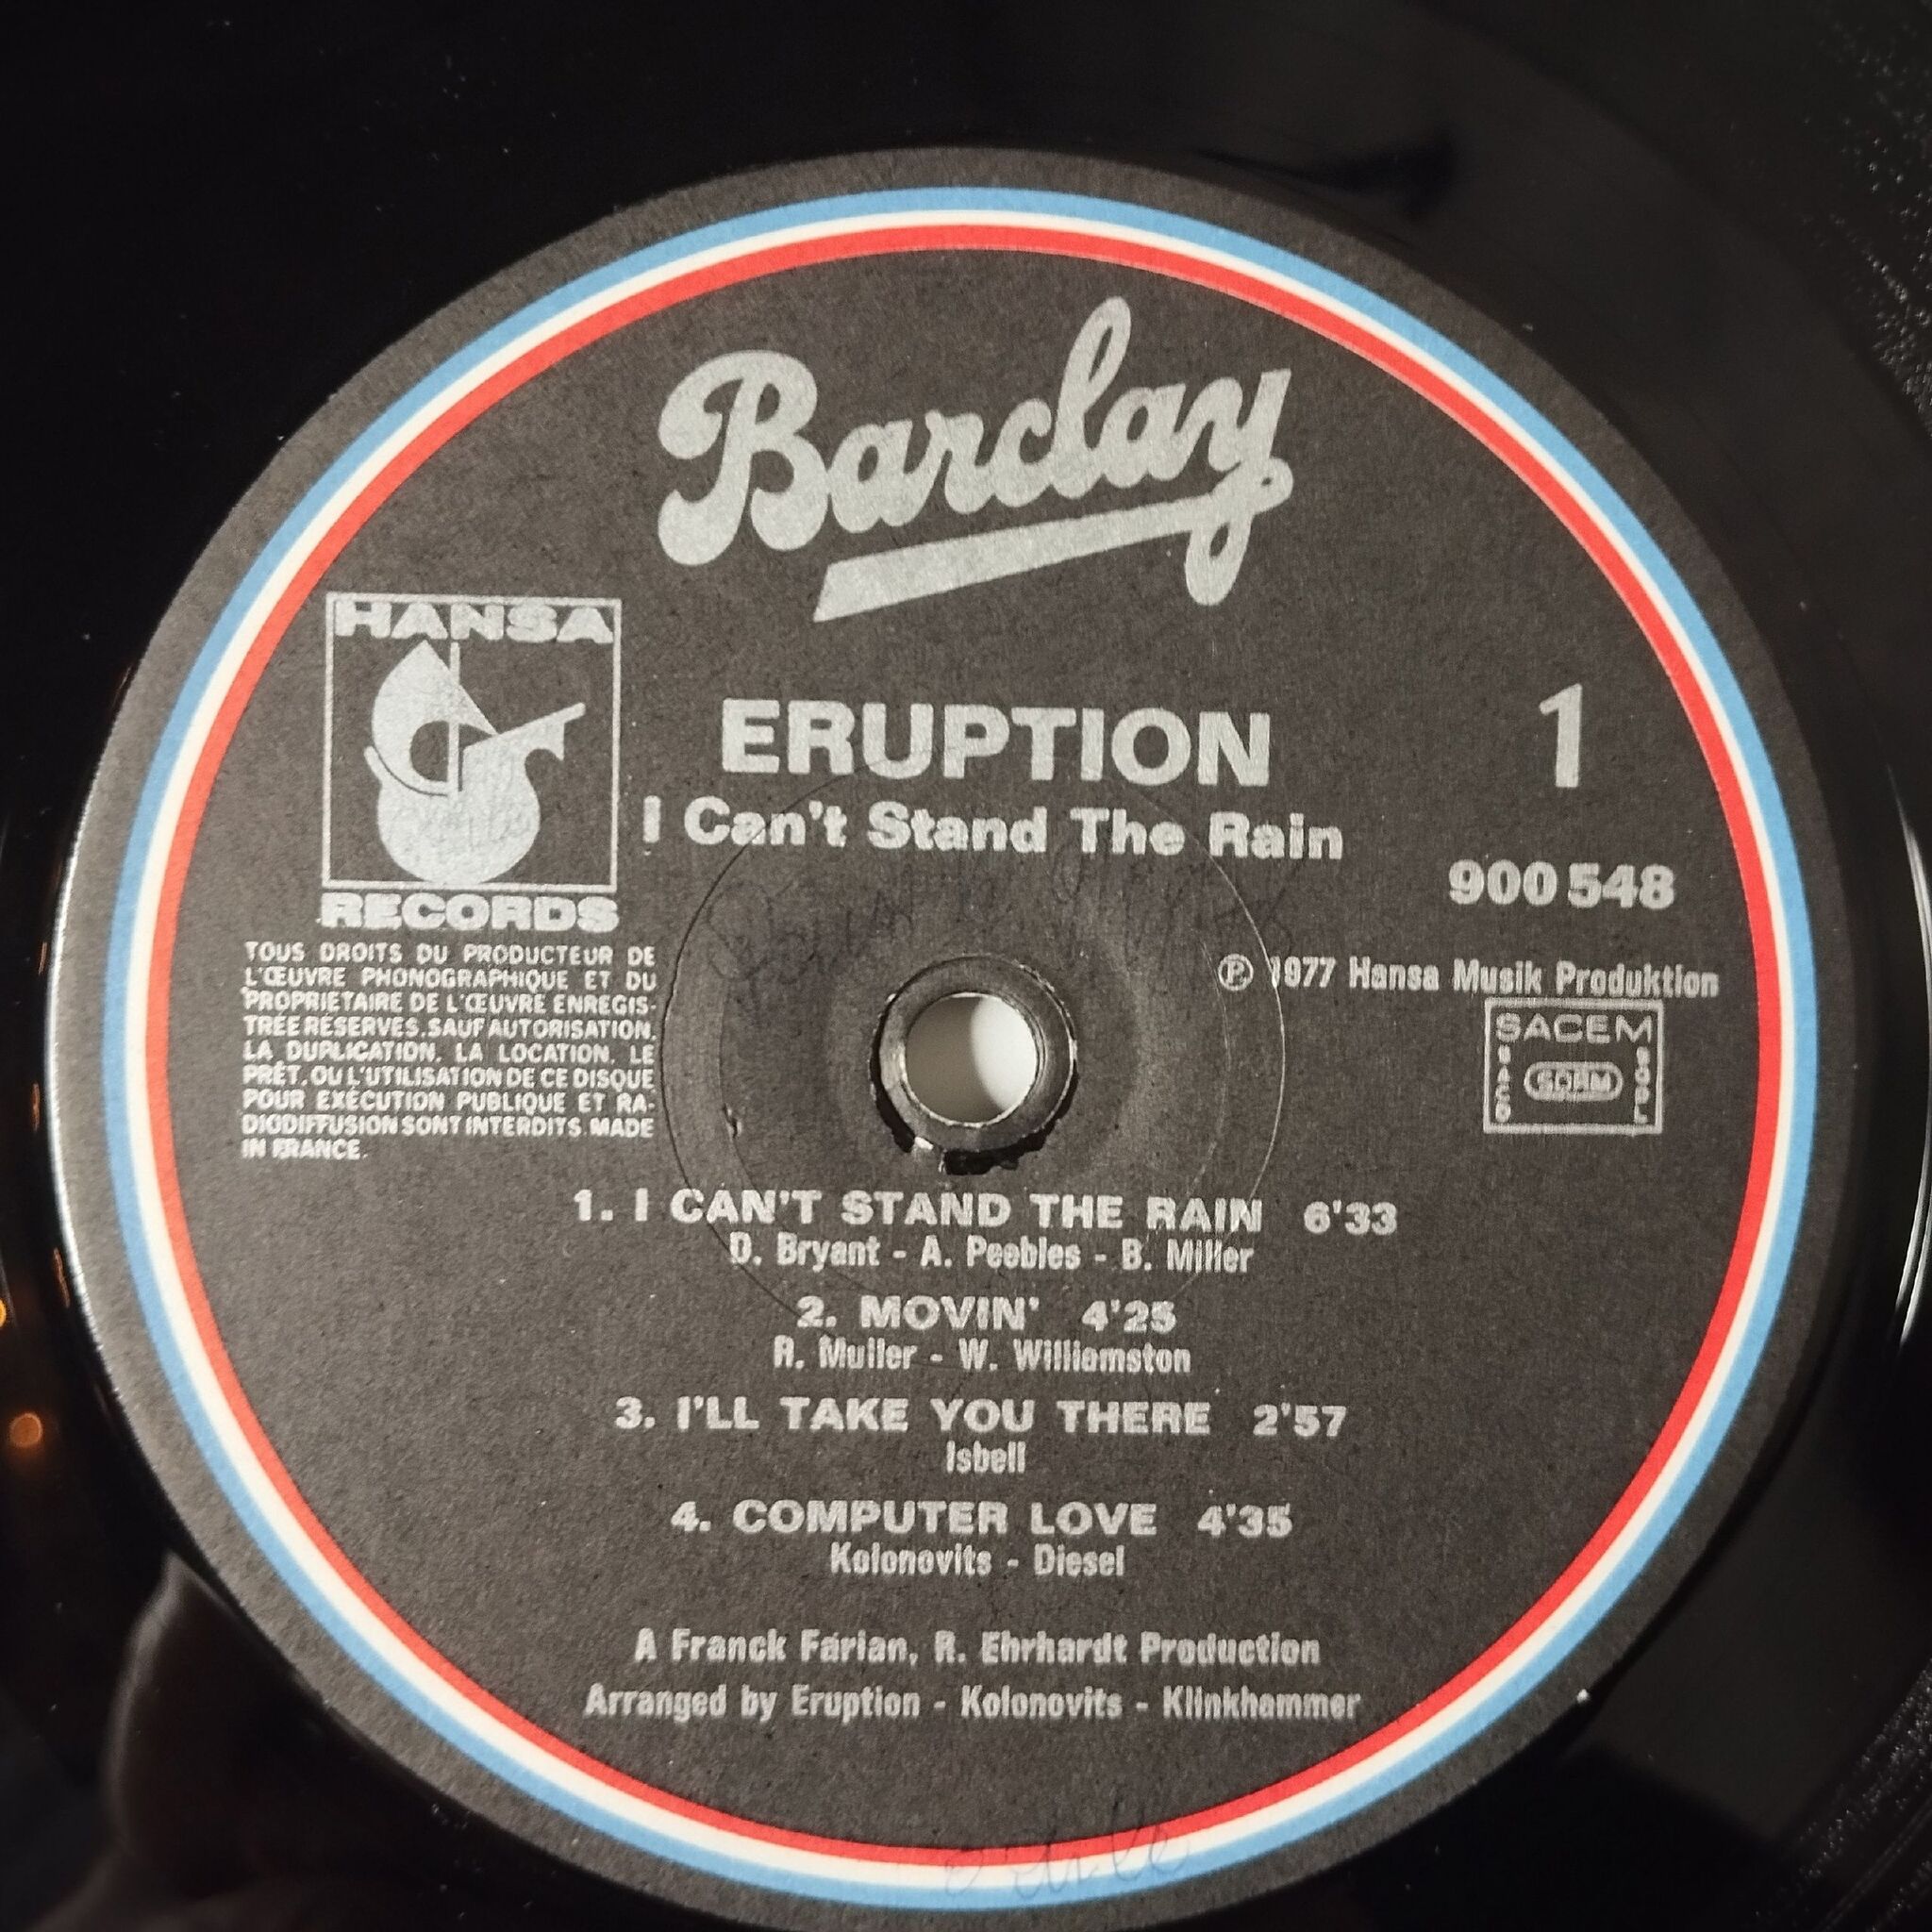 Barclay
HANSA
RECORDS
ERUPTION
I Can't Stand The Rain
1
900 548
Ⓟ 1977 Hansa Musik Produktion
SACEM
SACD
SDRM
SGDL
TOUS DROITS DU PRODUCTEUR DE
L'ŒUVRE PHONOGRAPHIQUE ET DU
PROPRIETAIRE DE L'ŒUVRE ENREGIS-
TRÉE RÉSERVÉS. SAUF AUTORISATION,
LA DUPLICATION, LA LOCATION, LE
PRÊT, OU L'UTILISATION DE CE DISQUE
POUR EXÉCUTION PUBLIQUE ET RA-
DIODIFFUSION SONT INTERDITS. MADE
IN FRANCE.
1. I CAN'T STAND THE RAIN 6'33
D. Bryant - A. Peebles - B. Miller
2. MOVIN' 4'25
R. Muller - W. Williamston
3. I'LL TAKE YOU THERE 2'57
Isbell
4. COMPUTER LOVE 4'35
Kolonovits - Diesel
A Franck Farian, R. Ehrhardt Production
Arranged by Eruption - Kolonovits - Klinkhammer